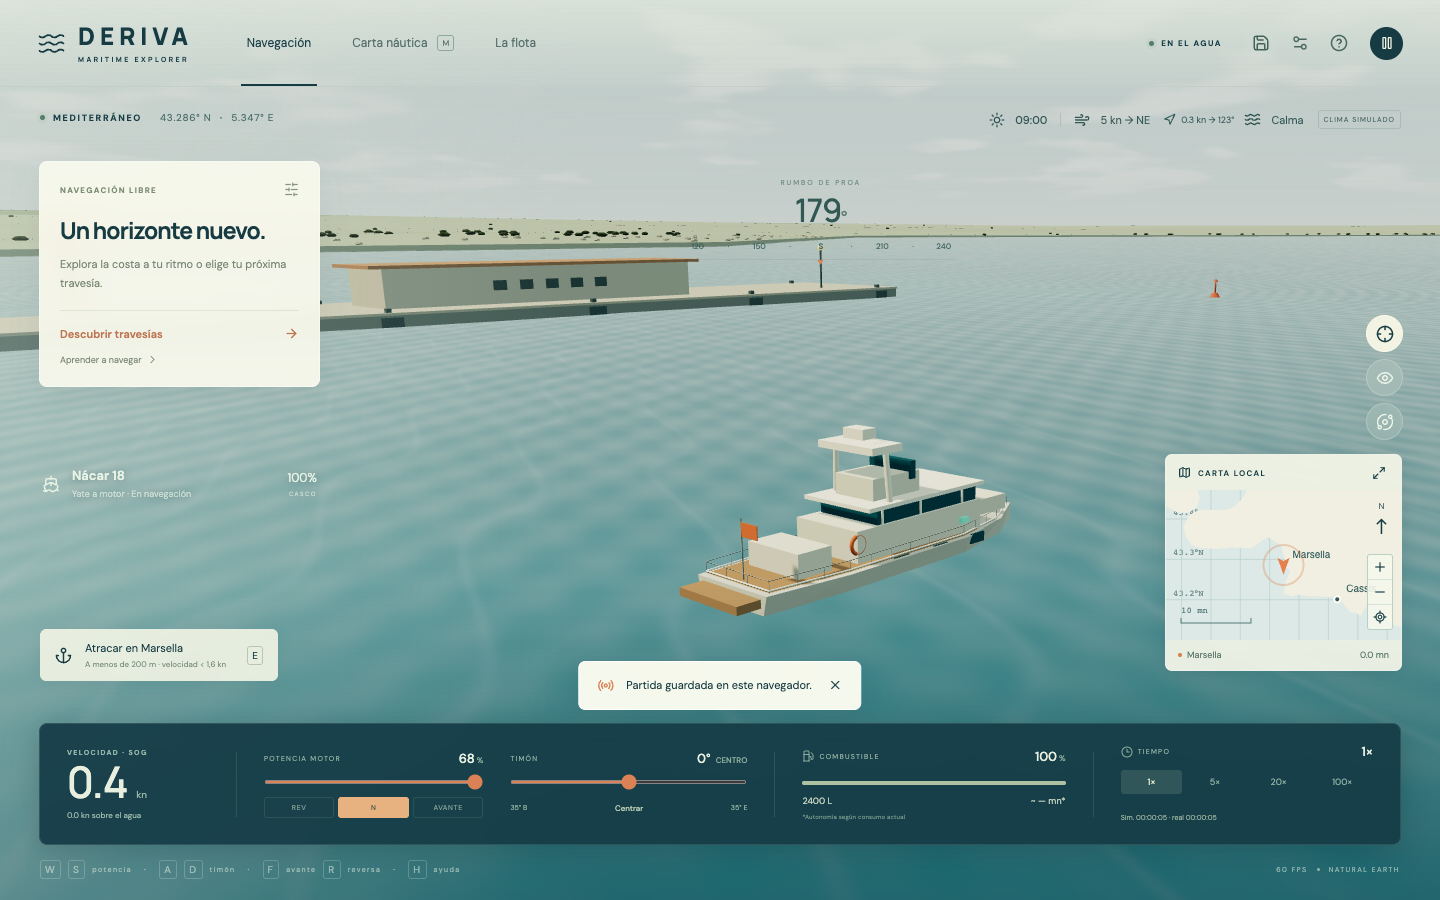 DERIVA
MARITIME EXPLORER
Navegación
Carta náutica M
La flota
EN EL AGUA
MEDITERRÁNEO 43.286° N · 5.347° E
09:00
5 kn → NE
0.3 kn → 123°
Calma
CLIMA SIMULADO
NAVEGACIÓN LIBRE
Un horizonte nuevo.
Explora la costa a tu ritmo o elige tu próxima
travesía.
Descubrir travesías →
Aprender a navegar
RUMBO DE PROA
179°
120 · 150 · S · 210 · 240
Nácar 18
Yate a motor · En navegación
100%
CASCO
CARTA LOCAL
N
43.3°N
Marsella
43.2°N
10 mn
Marsella 0.0 mn
Atracar en Marsella
A menos de 200 m · velocidad < 1,6 kn
E
Partida guardada en este navegador.
VELOCIDAD · SOG
0.4 kn
0.0 kn sobre el agua
POTENCIA MOTOR 68 %
REV N AVANTE
TIMÓN 0° CENTRO
35° B Centrar 35° E
COMBUSTIBLE 100 %
2400 L ~ — mn*
*Autonomía según consumo actual
TIEMPO 1×
1× 5× 20× 100×
Sim. 00:00:05 · real 00:00:05
W S potencia · A D timón · F avante R reversa · H ayuda
60 FPS • NATURAL EARTH